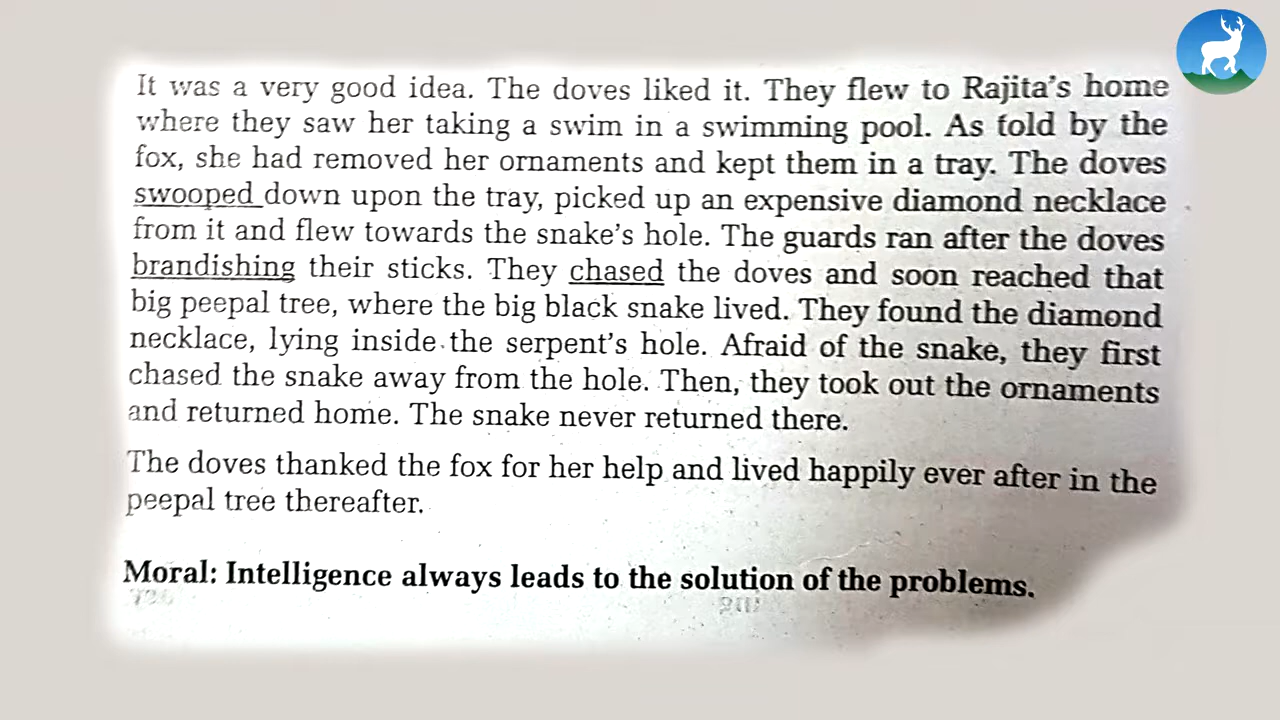 It was a very good idea. The doves liked it. They flew to Rajita's home
where they saw her taking a swim in a swimming pool. As told by the
fox, she had removed her ornaments and kept them in a tray. The doves
swooped down upon the tray, picked up an expensive diamond necklace
from it and flew towards the snake's hole. The guards ran after the doves
brandishing their sticks. They chased the doves and soon reached that
big peepal tree, where the big black snake lived. They found the diamond
necklace, lying inside the serpent's hole. Afraid of the snake, they first
chased the snake away from the hole. Then, they took out the ornaments
and returned home. The snake never returned there.
The doves thanked the fox for her help and lived happily ever after in the
peepal tree thereafter.
Moral: Intelligence always leads to the solution of the problems.